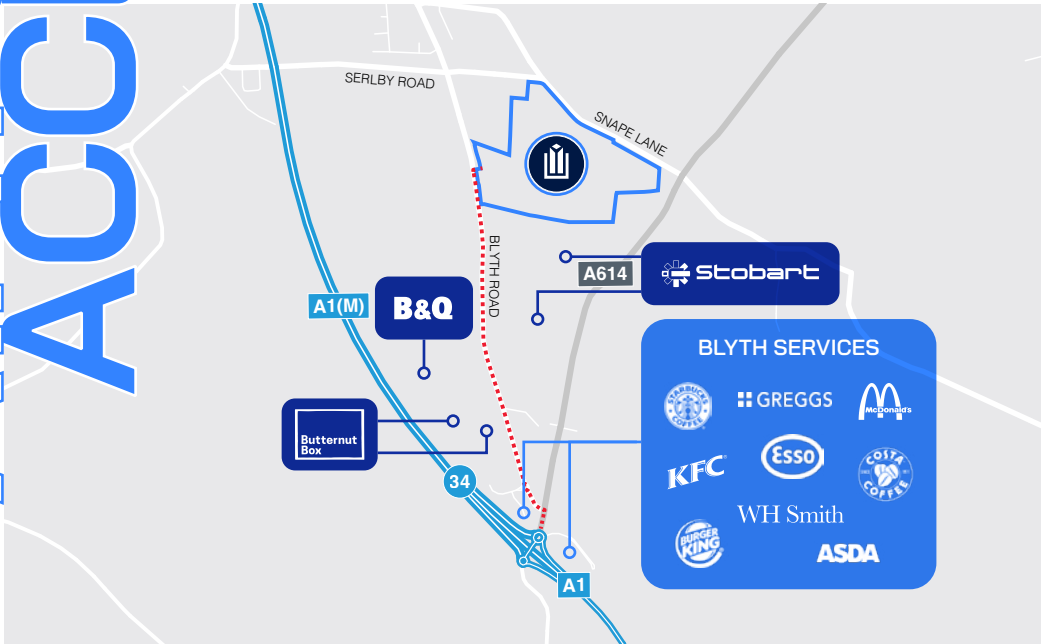 ACC
SERLBY ROAD
SNAPE LANE
BLYTH ROAD
A614
Stobart
A1(M)
B&Q
BLYTH SERVICES
STARBUCKS
COFFEE
GREGGS
McDonald's
Butternut
Box
34
KFC
Esso
COSTA
COFFEE
WH Smith
BURGER
KING
ASDA
A1